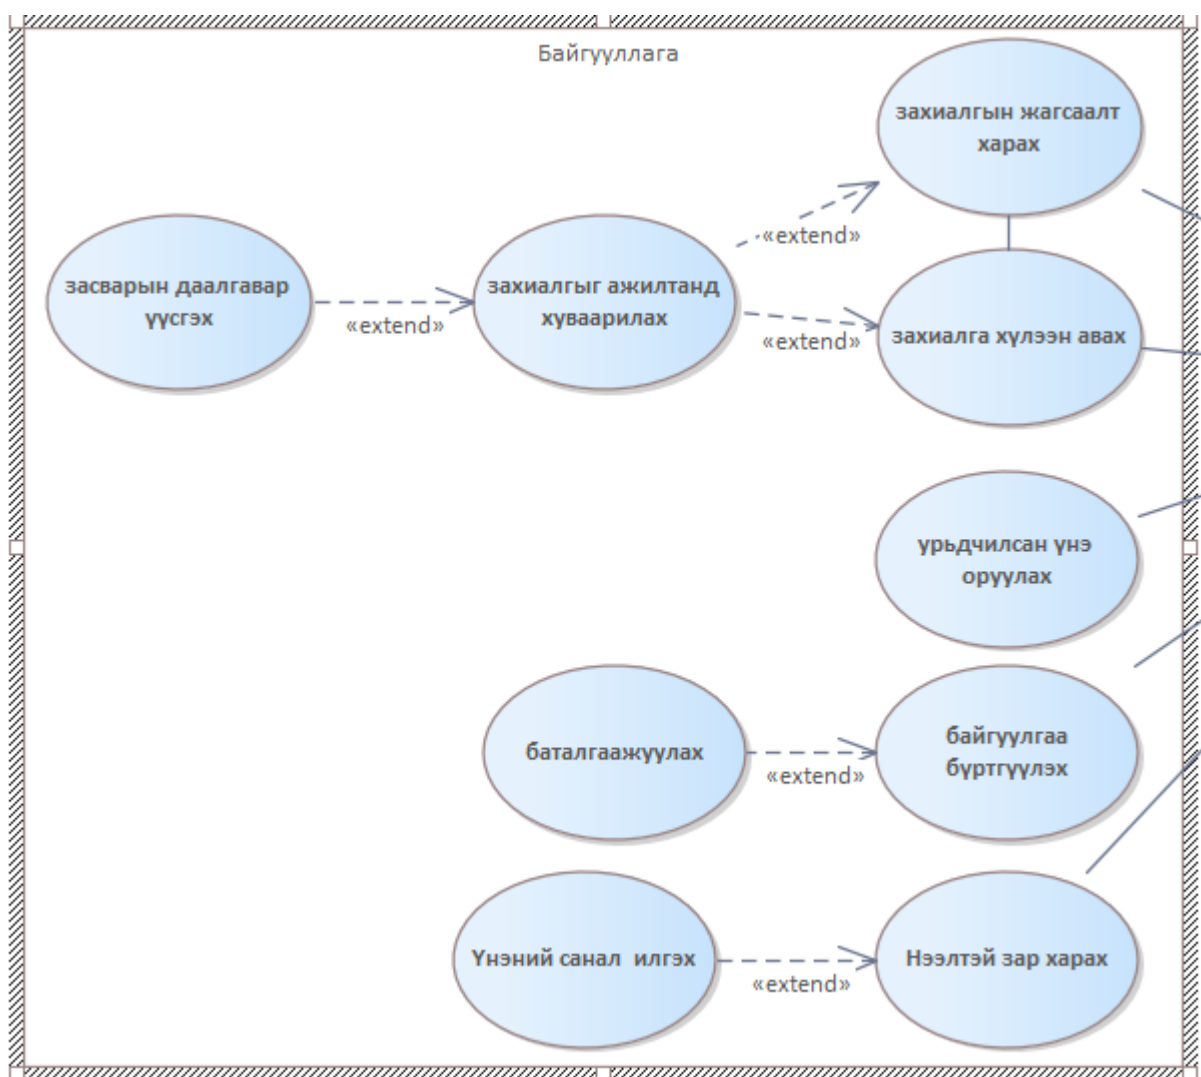 Байгууллага
захиалгын жагсаалт
харах
«extend»
засварын даалгавар
үүсгэх
«extend»
захиалгыг ажилтанд
хуваарилах
«extend»
захиалга хүлээн авах
урьдчилсан үнэ
оруулах
баталгаажуулах
«extend»
байгуулгаа
бүртгүүлэх
Үнэний санал илгэх
«extend»
Нээлтэй зар харах